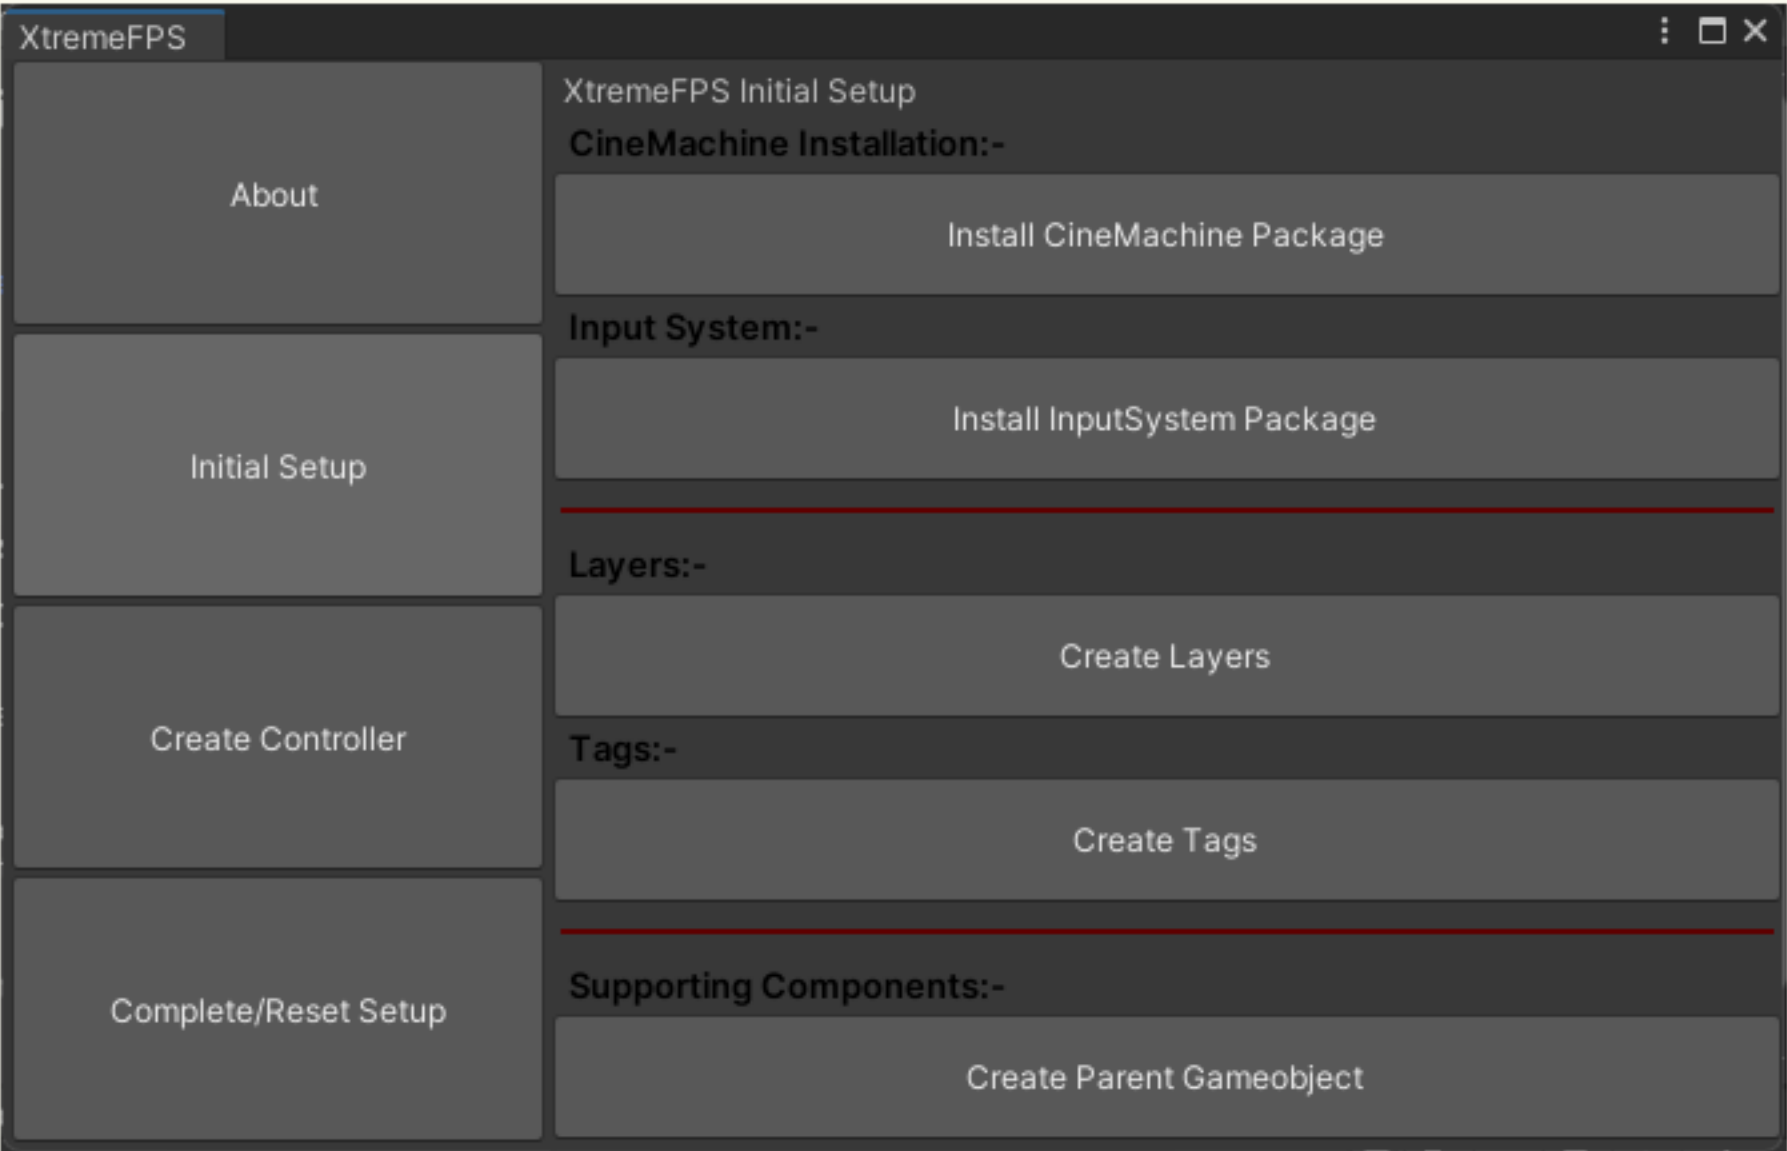 XtremeFPS
About
Initial Setup
Create Controller
Complete/Reset Setup
XtremeFPS Initial Setup
CineMachine Installation:-
Install CineMachine Package
Input System:-
Install InputSystem Package
Layers:-
Create Layers
Tags:-
Create Tags
Supporting Components:-
Create Parent Gameobject